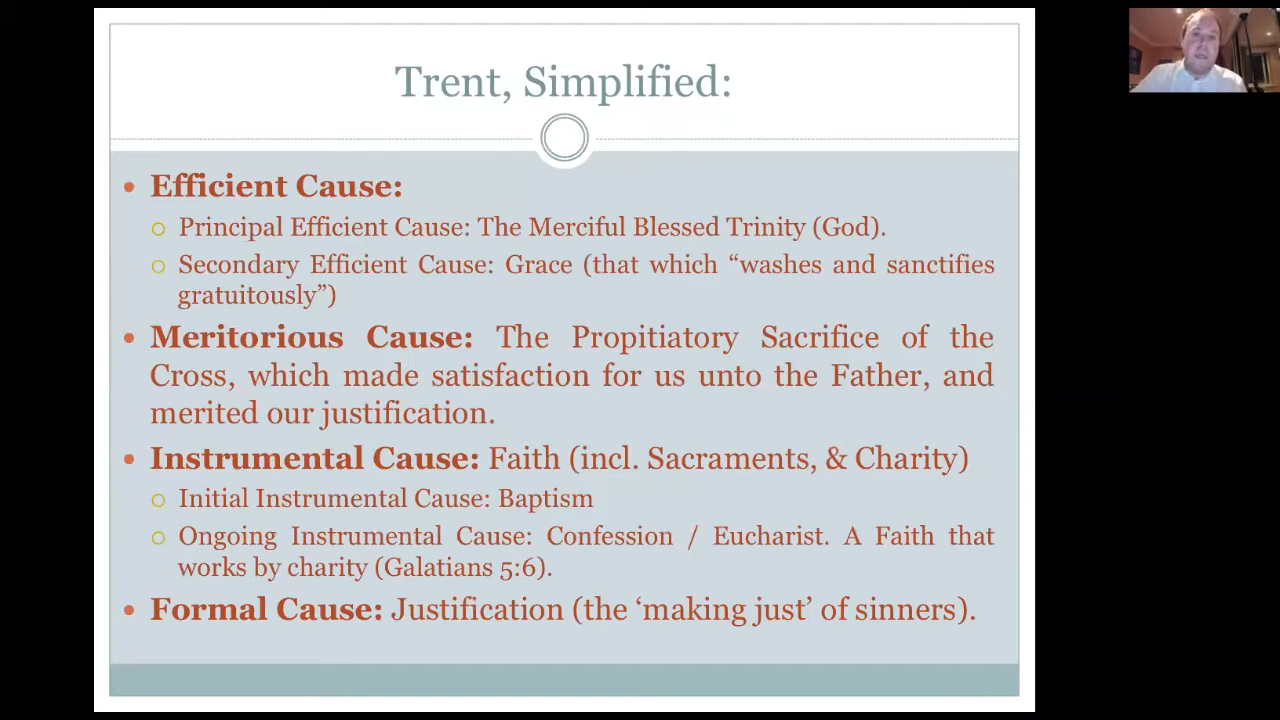 Trent, Simplified:
Efficient Cause:
Principal Efficient Cause: The Merciful Blessed Trinity (God).
Secondary Efficient Cause: Grace (that which “washes and sanctifies
gratuitously”)
Meritorious Cause: The Propitiatory Sacrifice of the
Cross, which made satisfaction for us unto the Father, and
merited our justification.
Instrumental Cause: Faith (incl. Sacraments, & Charity)
Initial Instrumental Cause: Baptism
Ongoing Instrumental Cause: Confession / Eucharist. A Faith that
works by charity (Galatians 5:6).
Formal Cause: Justification (the ‘making just’ of sinners).